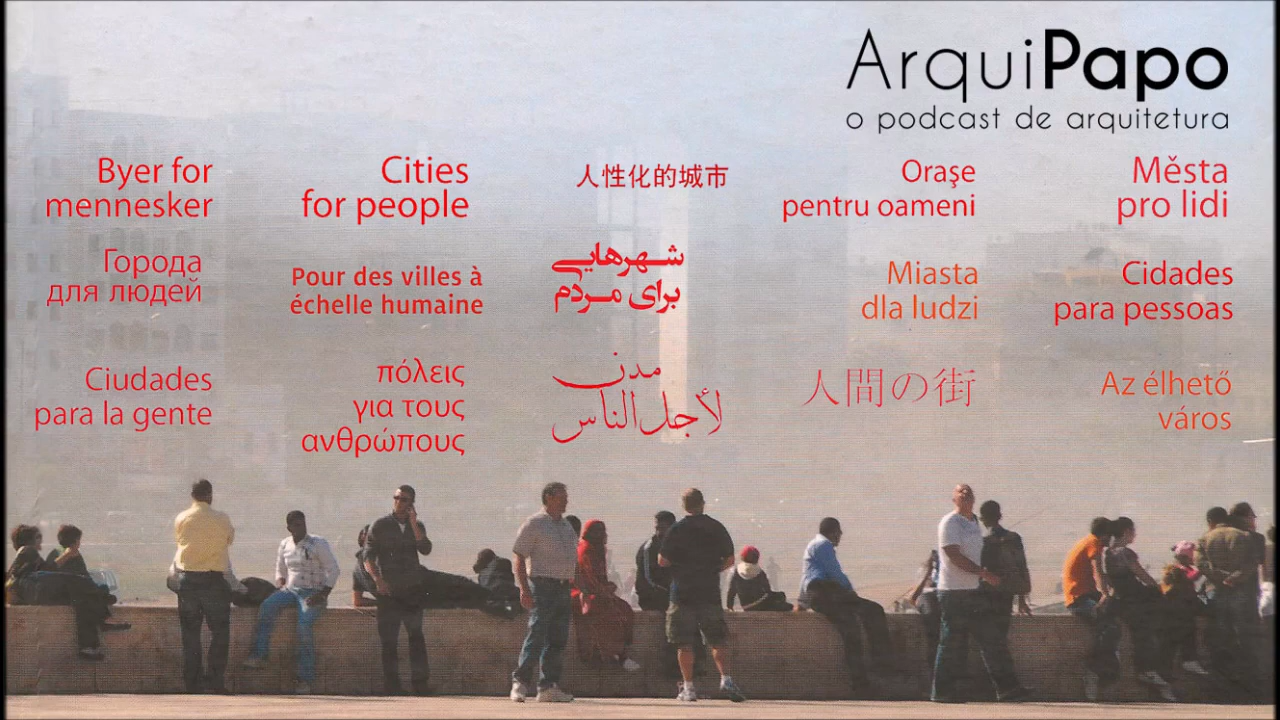 ArquiPapo
o podcast de arquitetura
Byer for
mennesker
Cities
for people
人性化的城市
Oraşe
pentru oameni
Města
pro lidi
Города
для людей
Pour des villes à
échelle humaine
شهرهایی
برای مردم
Miasta
dla ludzi
Cidades
para pessoas
Ciudades
para la gente
πόλεις
για τους
ανθρώπους
مدن
لأجل الناس
人間の街
Az élhető
város